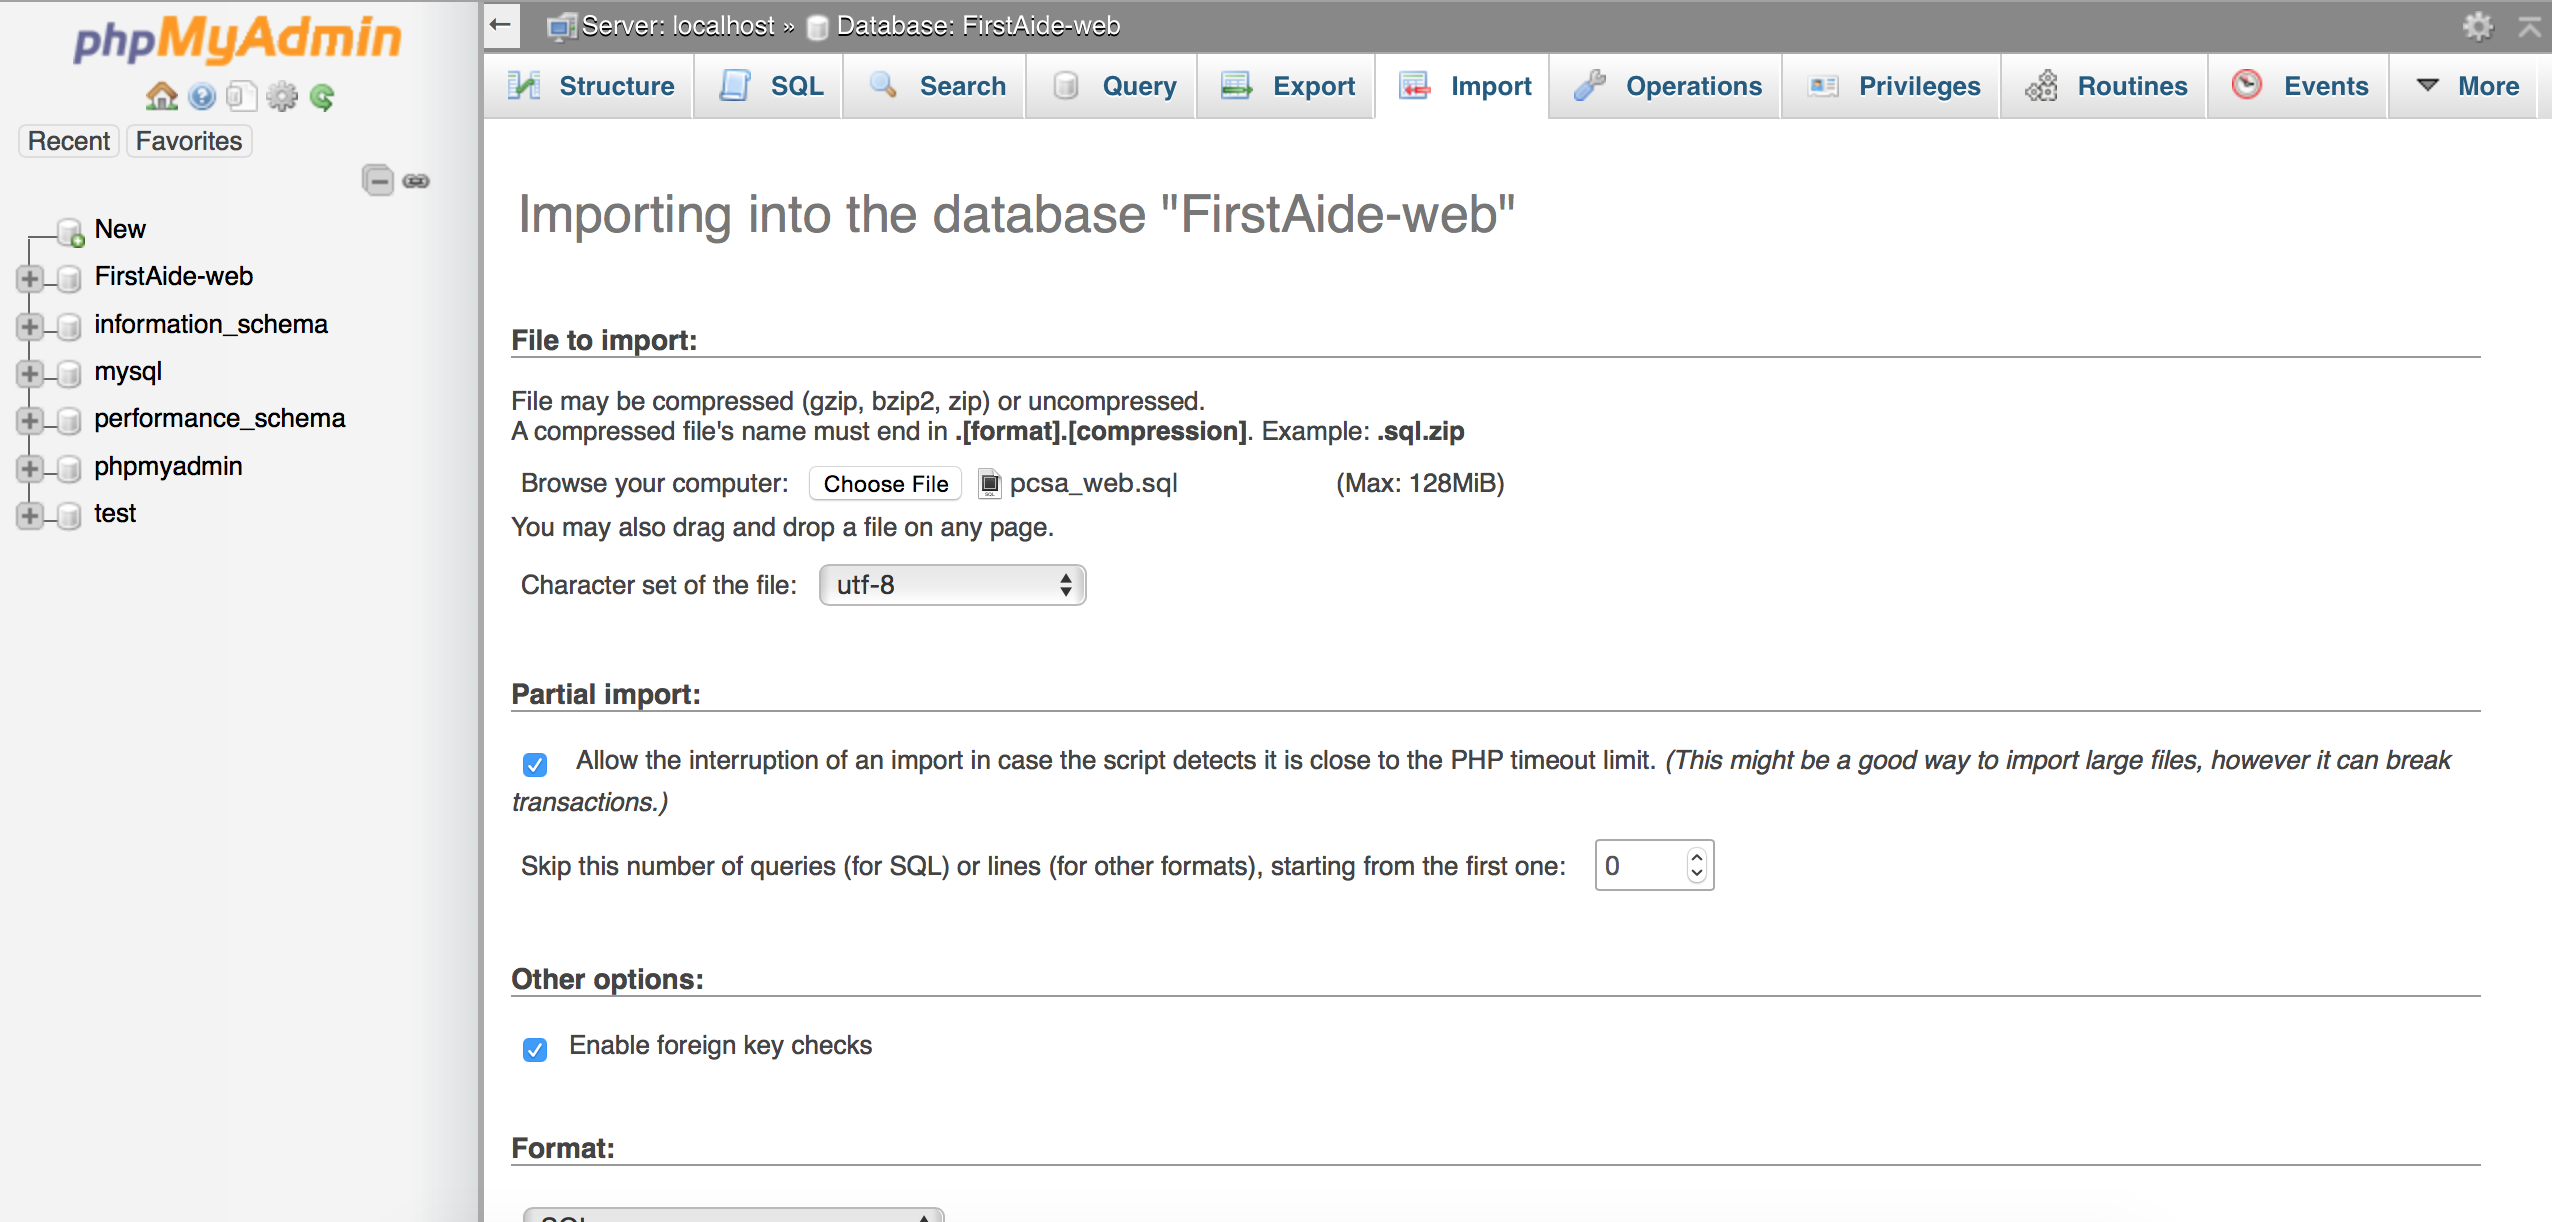 phpMyAdmin
Recent Favorites
New
FirstAide-web
information_schema
mysql
performance_schema
phpmyadmin
test
Server: localhost » Database: FirstAide-web
Structure SQL Search Query Export Import Operations Privileges Routines Events More
Importing into the database "FirstAide-web"
File to import:
File may be compressed (gzip, bzip2, zip) or uncompressed.
A compressed file's name must end in .[format].[compression]. Example: .sql.zip
Browse your computer: Choose File pcsa_web.sql (Max: 128MiB)
You may also drag and drop a file on any page.
Character set of the file: utf-8
Partial import:
Allow the interruption of an import in case the script detects it is close to the PHP timeout limit. (This might be a good way to import large files, however it can break
transactions.)
Skip this number of queries (for SQL) or lines (for other formats), starting from the first one: 0
Other options:
Enable foreign key checks
Format: